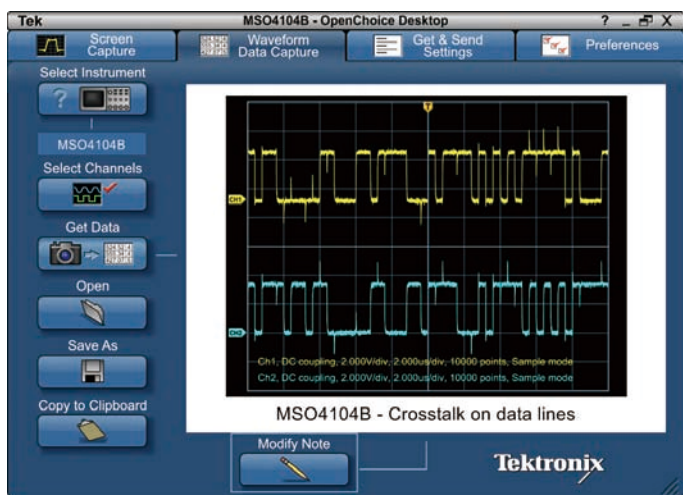 Tek
MSO4104B - OpenChoice Desktop
? _ X
Screen Capture
Waveform Data Capture
Get & Send Settings
Preferences
Select Instrument
?
MSO4104B
Select Channels
Get Data
Open
Save As
Copy to Clipboard
T
CH1
CH2
Ch1, DC coupling, 2.000V/div, 2.000us/div, 10000 points, Sample mode
Ch2, DC coupling, 2.000V/div, 2.000us/div, 10000 points, Sample mode
MSO4104B - Crosstalk on data lines
Modify Note
Tektronix